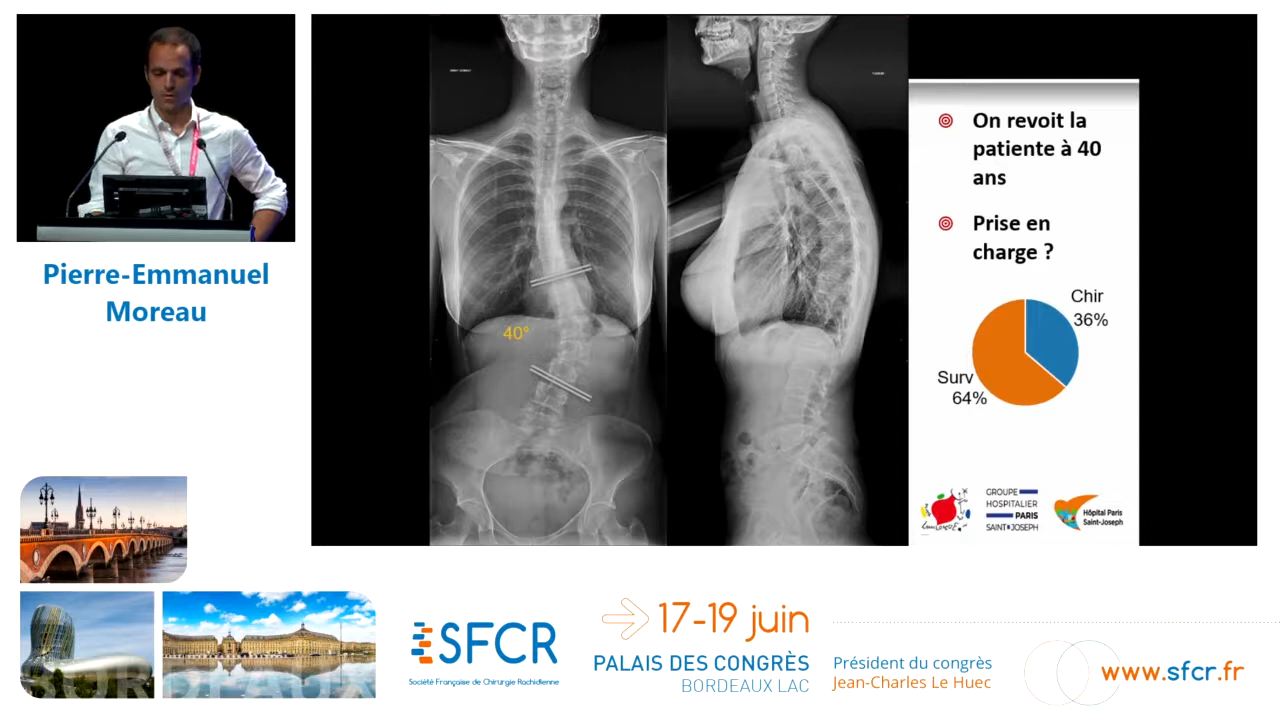 Pierre-Emmanuel
Moreau
40°
On revoit la
patiente à 40
ans
Prise en
charge ?
Chir
36%
Surv
64%
GROUPE
HOSPITALIER
PARIS
SAINT JOSEPH
Hôpital Paris
Saint-Joseph
BORDEAUX
SFCR
Société Française de Chirurgie Rachidienne
17-19 juin
PALAIS DES CONGRÈS
BORDEAUX LAC
Président du congrès
Jean-Charles Le Huec
www.sfcr.fr